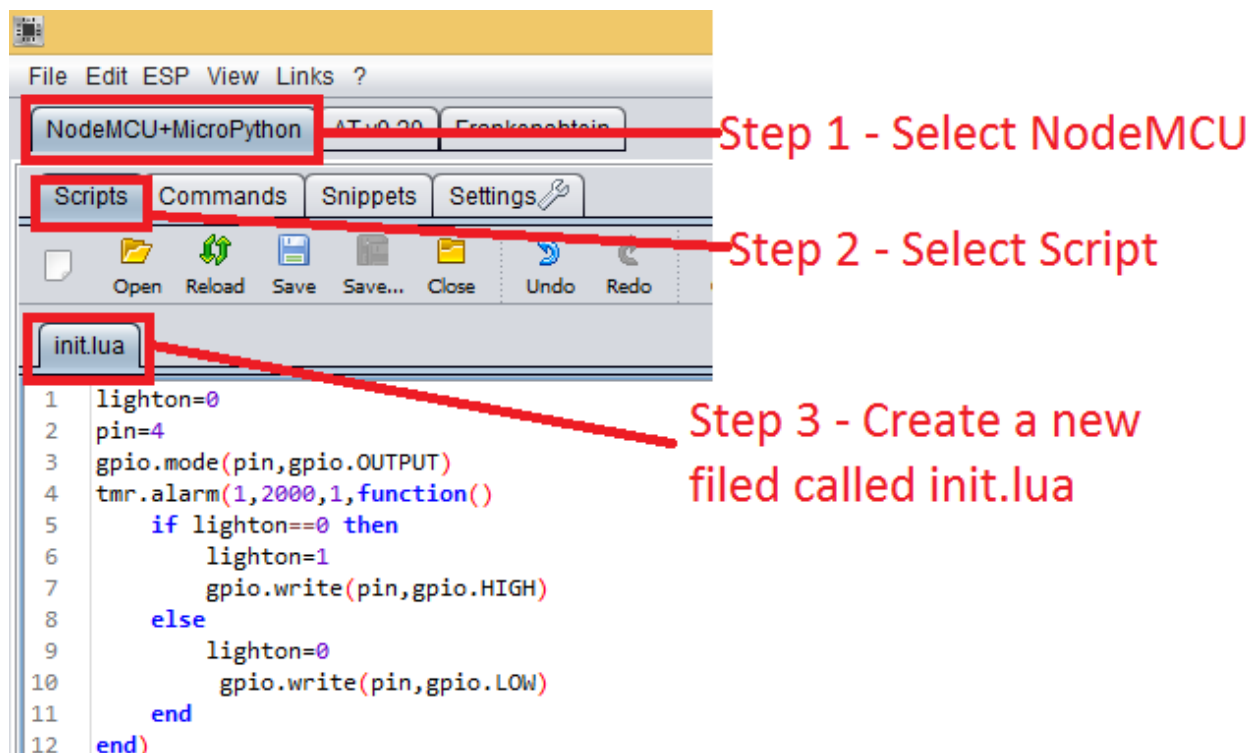 File Edit ESP View Links ?
NodeMCU+MicroPython AT v0.20 Frankenshtein
Step 1 - Select NodeMCU
Scripts Commands Snippets Settings
Step 2 - Select Script
Open Reload Save Save... Close Undo Redo
init.lua
Step 3 - Create a new
filed called init.lua
1 lighton=0
2 pin=4
3 gpio.mode(pin,gpio.OUTPUT)
4 tmr.alarm(1,2000,1,function()
5 if lighton==0 then
6 lighton=1
7 gpio.write(pin,gpio.HIGH)
8 else
9 lighton=0
10 gpio.write(pin,gpio.LOW)
11 end
12 end)